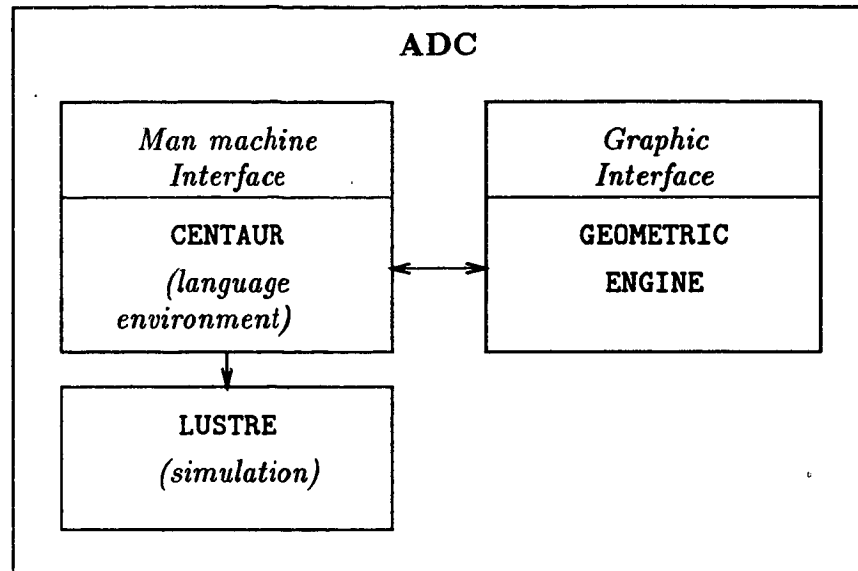 ADC
Man machine
Interface
CENTAUR
(language
environment)
Graphic
Interface
GEOMETRIC
ENGINE
LUSTRE
(simulation)